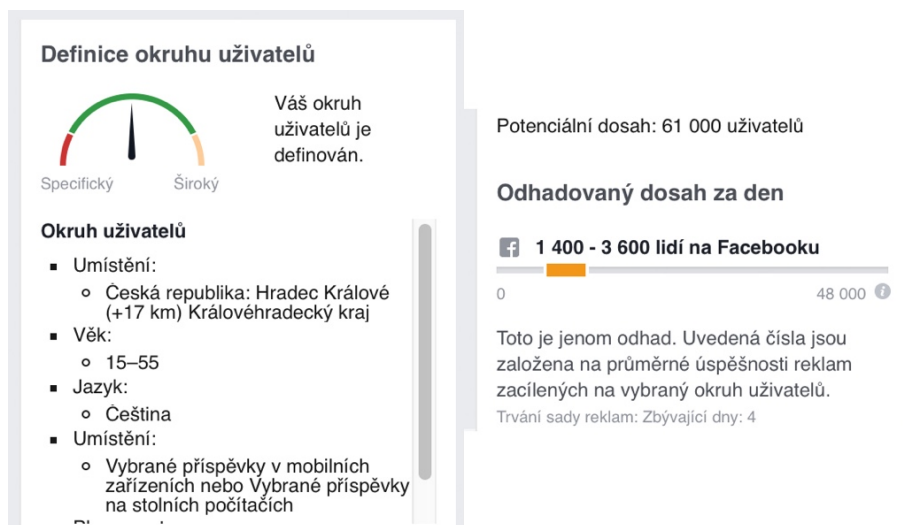 Definice okruhu uživatelů
Váš okruh
uživatelů je
definován.
Specifický
Široký
Okruh uživatelů
Umístění:
Česká republika: Hradec Králové
(+17 km) Královéhradecký kraj
Věk:
15–55
Jazyk:
Čeština
Umístění:
Vybrané příspěvky v mobilních
zařízeních nebo Vybrané příspěvky
na stolních počítačích
Potenciální dosah: 61 000 uživatelů
Odhadovaný dosah za den
1 400 - 3 600 lidí na Facebooku
0
48 000
Toto je jenom odhad. Uvedená čísla jsou
založena na průměrné úspěšnosti reklam
zacílených na vybraný okruh uživatelů.
Trvání sady reklam: Zbývající dny: 4